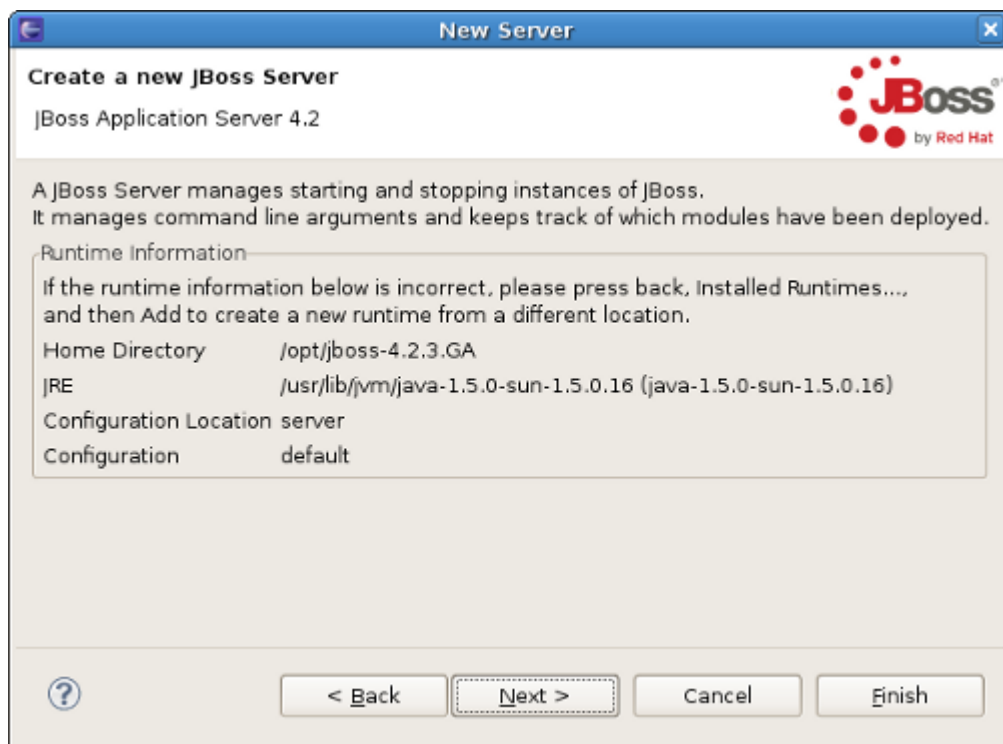 New Server
Create a new JBoss Server
JBoss Application Server 4.2
JBoss
by Red Hat
A JBoss Server manages starting and stopping instances of JBoss.
It manages command line arguments and keeps track of which modules have been deployed.
Runtime Information
If the runtime information below is incorrect, please press back, Installed Runtimes...,
and then Add to create a new runtime from a different location.
Home Directory /opt/jboss-4.2.3.GA
JRE /usr/lib/jvm/java-1.5.0-sun-1.5.0.16 (java-1.5.0-sun-1.5.0.16)
Configuration Location server
Configuration default
? < Back Next > Cancel Finish